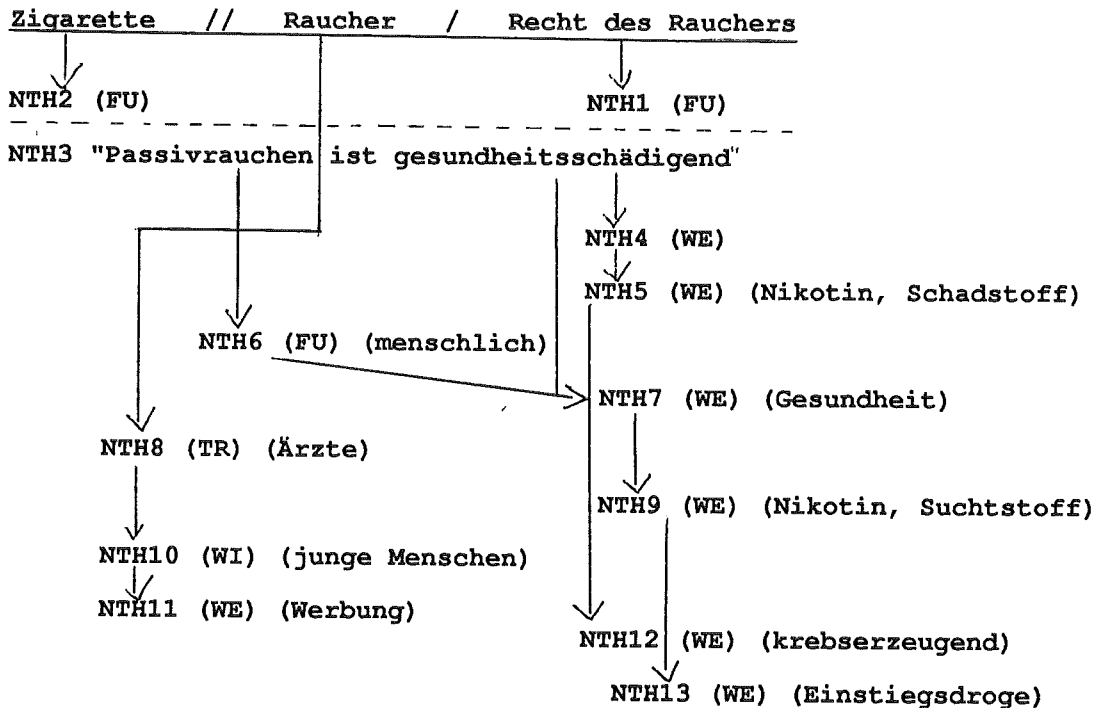 Zigarette // Raucher / Recht des Rauchers
NTH2 (FU) NTH1 (FU)
NTH3 "Passivrauchen ist gesundheitsschädigend"
NTH4 (WE)
NTH5 (WE) (Nikotin, Schadstoff)
NTH6 (FU) (menschlich)
NTH7 (WE) (Gesundheit)
NTH8 (TR) (Ärzte)
NTH9 (WE) (Nikotin, Suchtstoff)
NTH10 (WI) (junge Menschen)
NTH11 (WE) (Werbung)
NTH12 (WE) (krebserzeugend)
NTH13 (WE) (Einstiegsdroge)